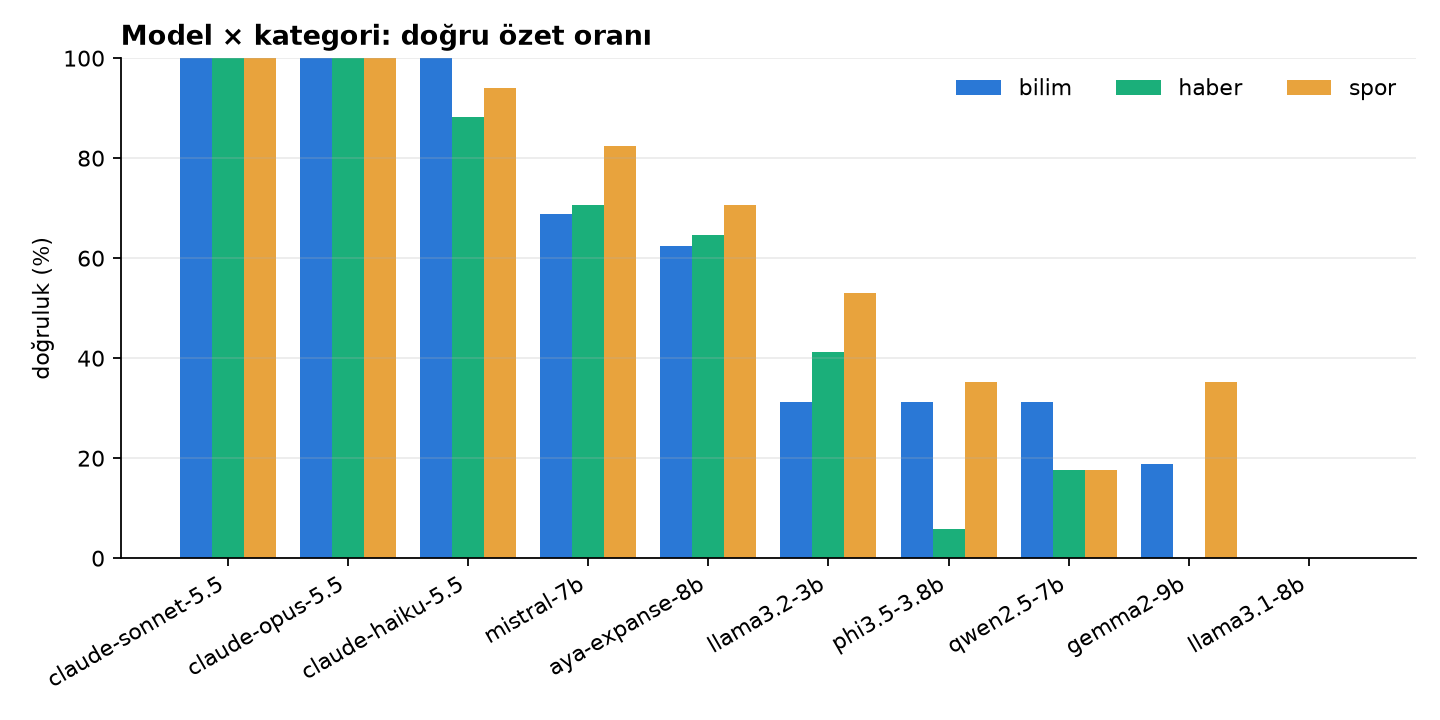 Model × kategori: doğru özet oranı
bilim haber spor
doğruluk (%)
100
80
60
40
20
0
claude-sonnet-5.5
claude-opus-5.5
claude-haiku-5.5
mistral-7b
aya-expanse-8b
llama3.2-3b
phi3.5-3.8b
qwen2.5-7b
gemma2-9b
llama3.1-8b